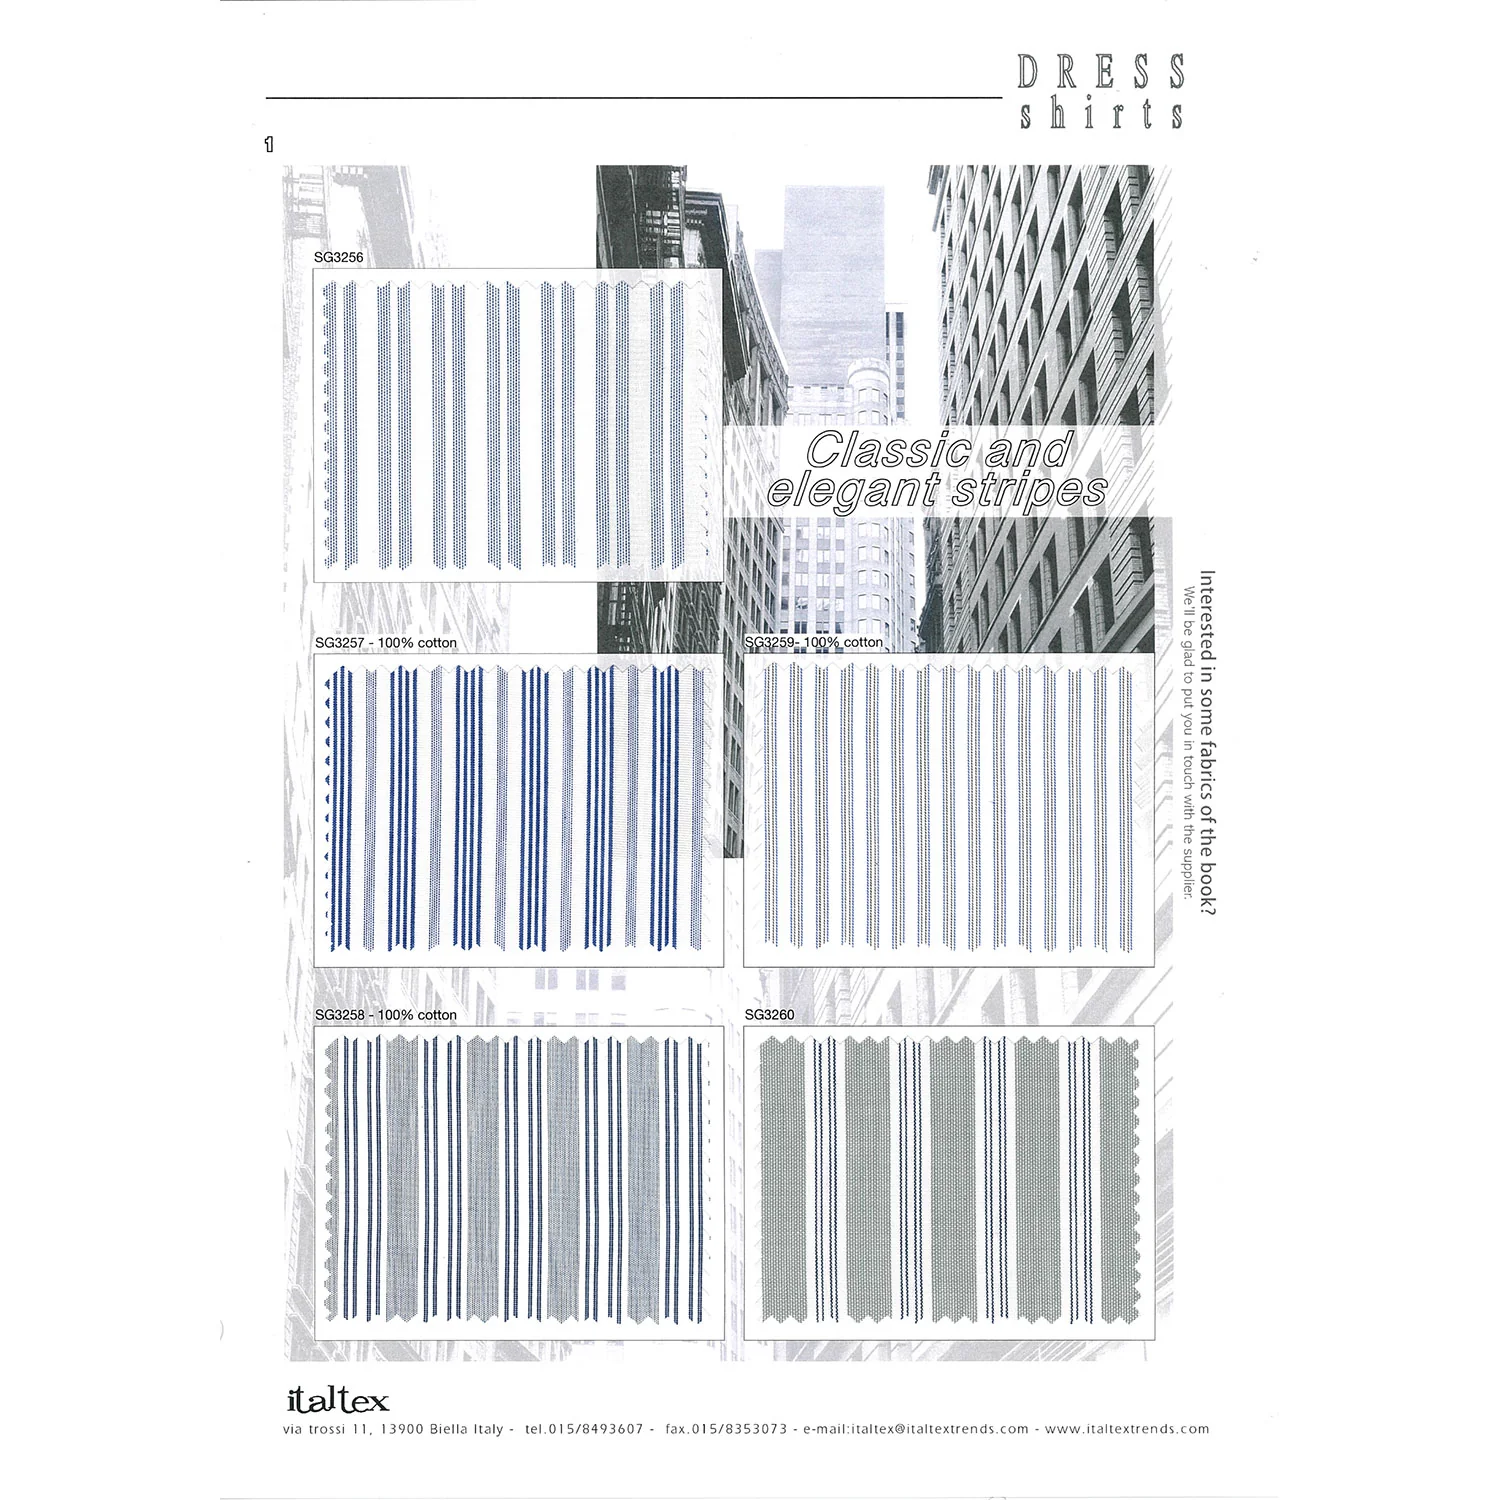 DRESS
shirts
1
SG3256
Classic and
elegant stripes
Interested in some fabrics of the book?
We'll be glad to put you in touch with the supplier.
SG3257 - 100% cotton
SG3259- 100% cotton
SG3258 - 100% cotton
SG3260
italtex
via trossi 11, 13900 Biella Italy - tel.015/8493607 - fax.015/8353073 - e-mail:italtex@italtextrends.com - www.italtextrends.com